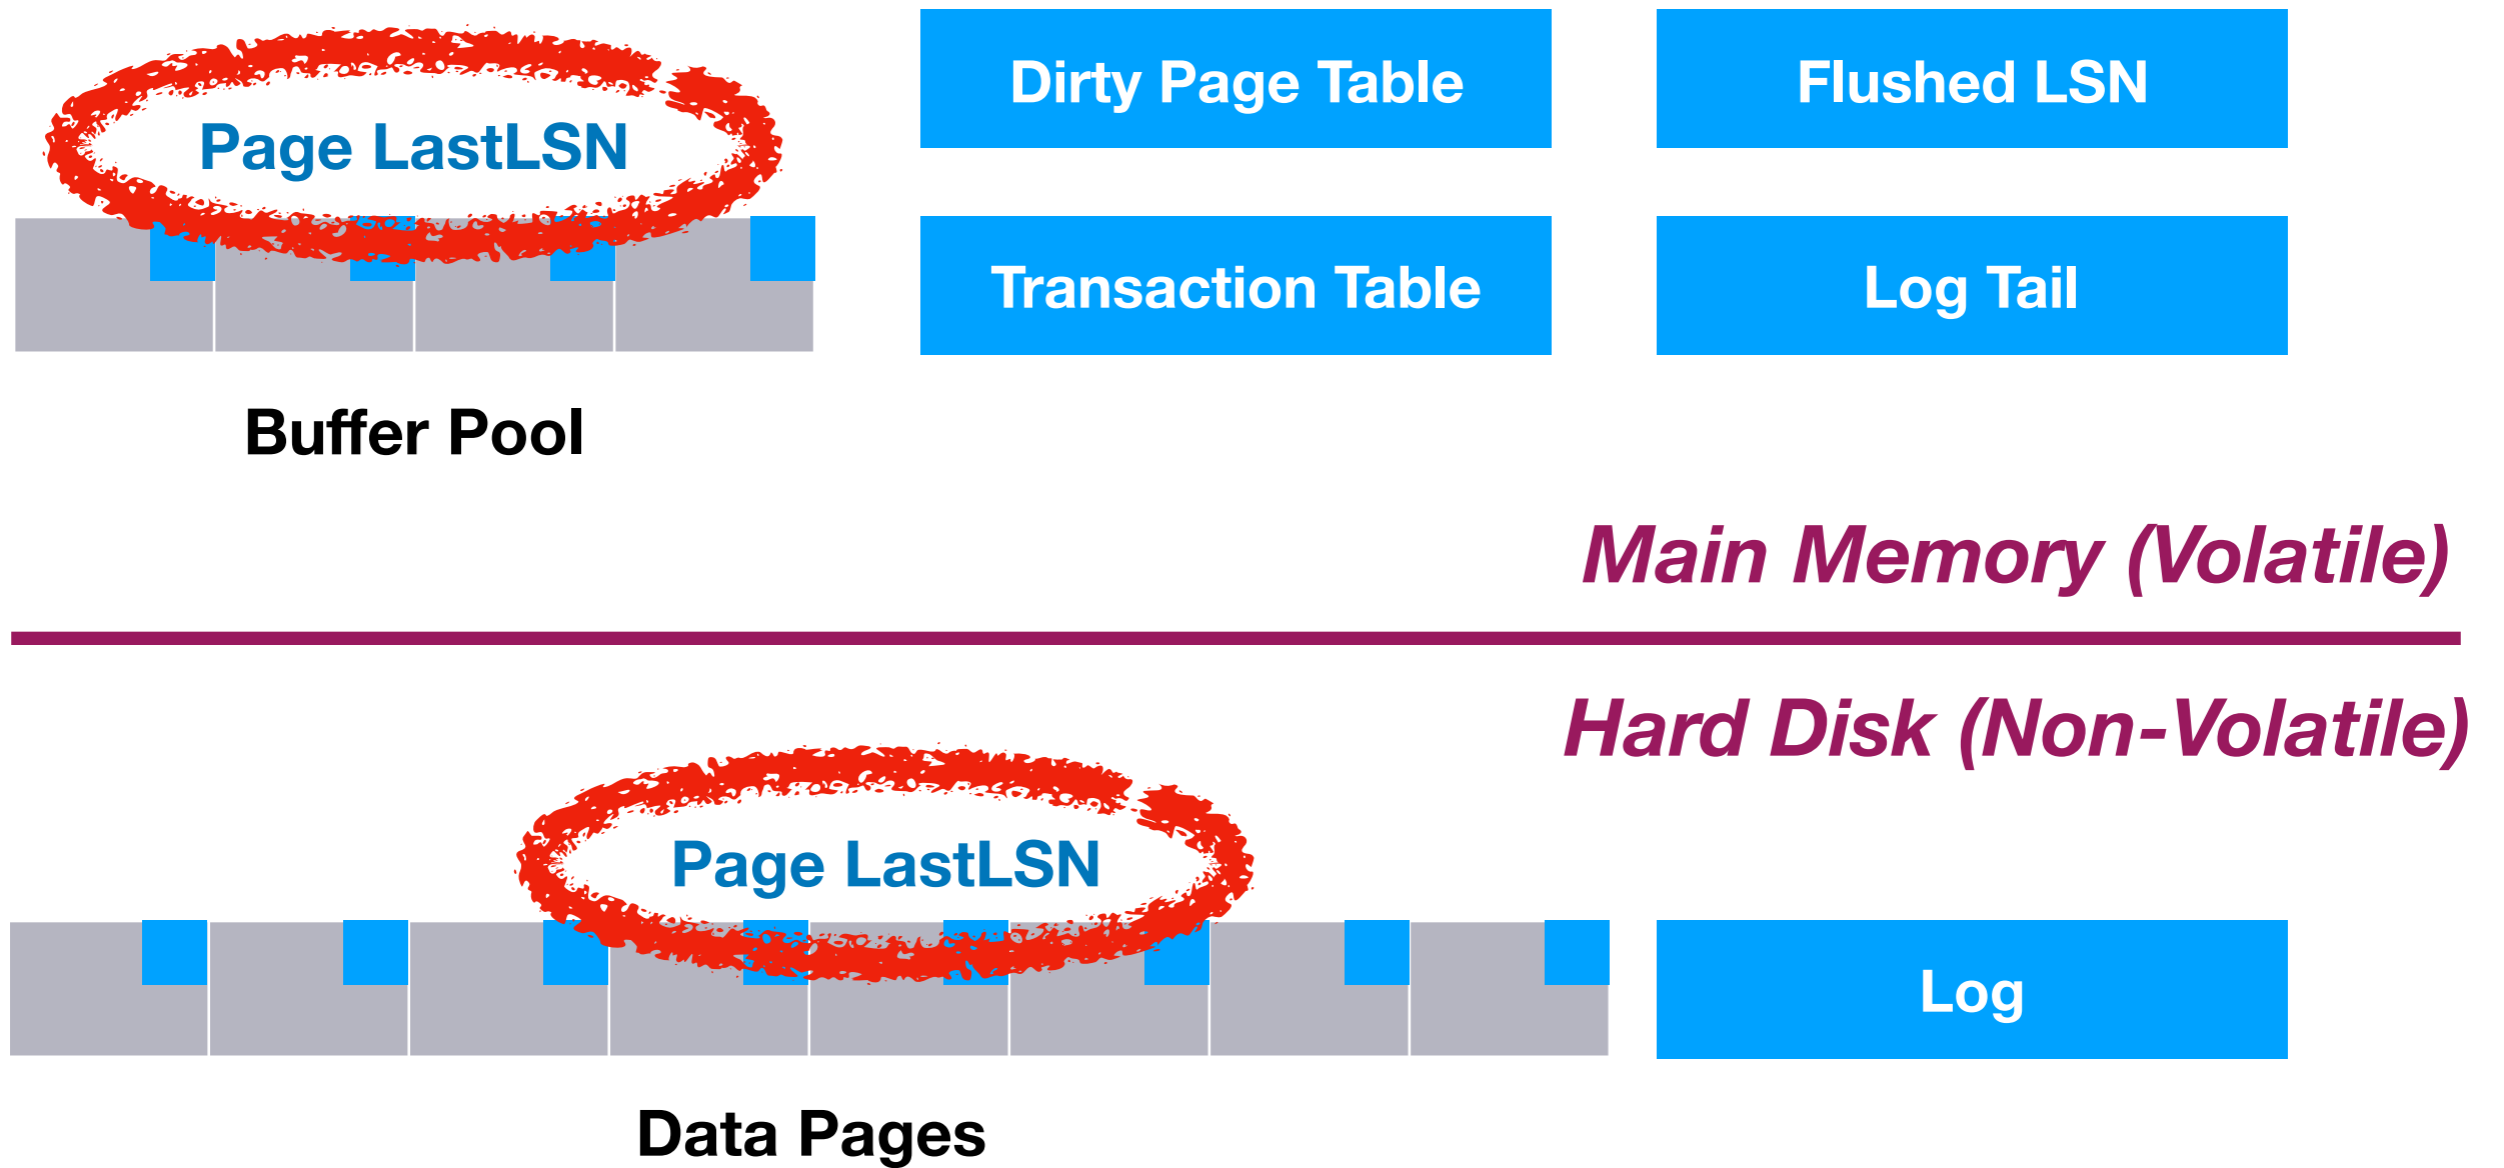 Page LastLSN
Dirty Page Table
Flushed LSN
Transaction Table
Log Tail
Buffer Pool
Main Memory (Volatile)
Hard Disk (Non-Volatile)
Page LastLSN
Log
Data Pages